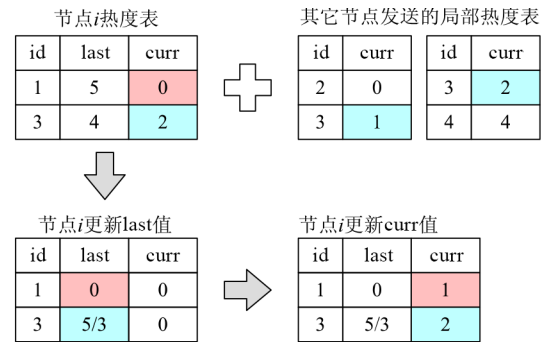 节点i热度表
其它节点发送的局部热度表
id last curr
1 5 0
3 4 2
id curr
2 0
3 1
id curr
3 2
4 4
节点i更新last值
id last curr
1 0 0
3 5/3 0
节点i更新curr值
id last curr
1 0 1
3 5/3 2